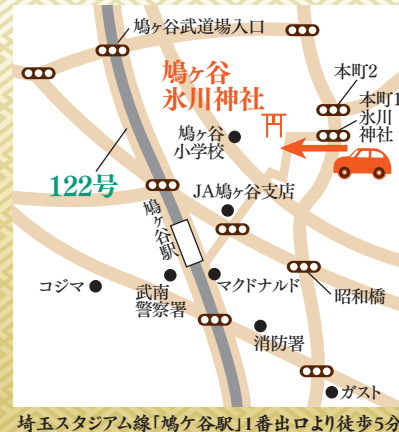 鳩ヶ谷武道場入口
鳩ヶ谷
氷川神社
本町2
本町1
氷川
神社
鳩ヶ谷
小学校
122号
JA鳩ヶ谷支店
鳩ヶ谷駅
コジマ
武南
警察署
マクドナルド
昭和橋
消防署
ガスト
埼玉スタジアム線「鳩ケ谷駅」1番出口より徒歩5分